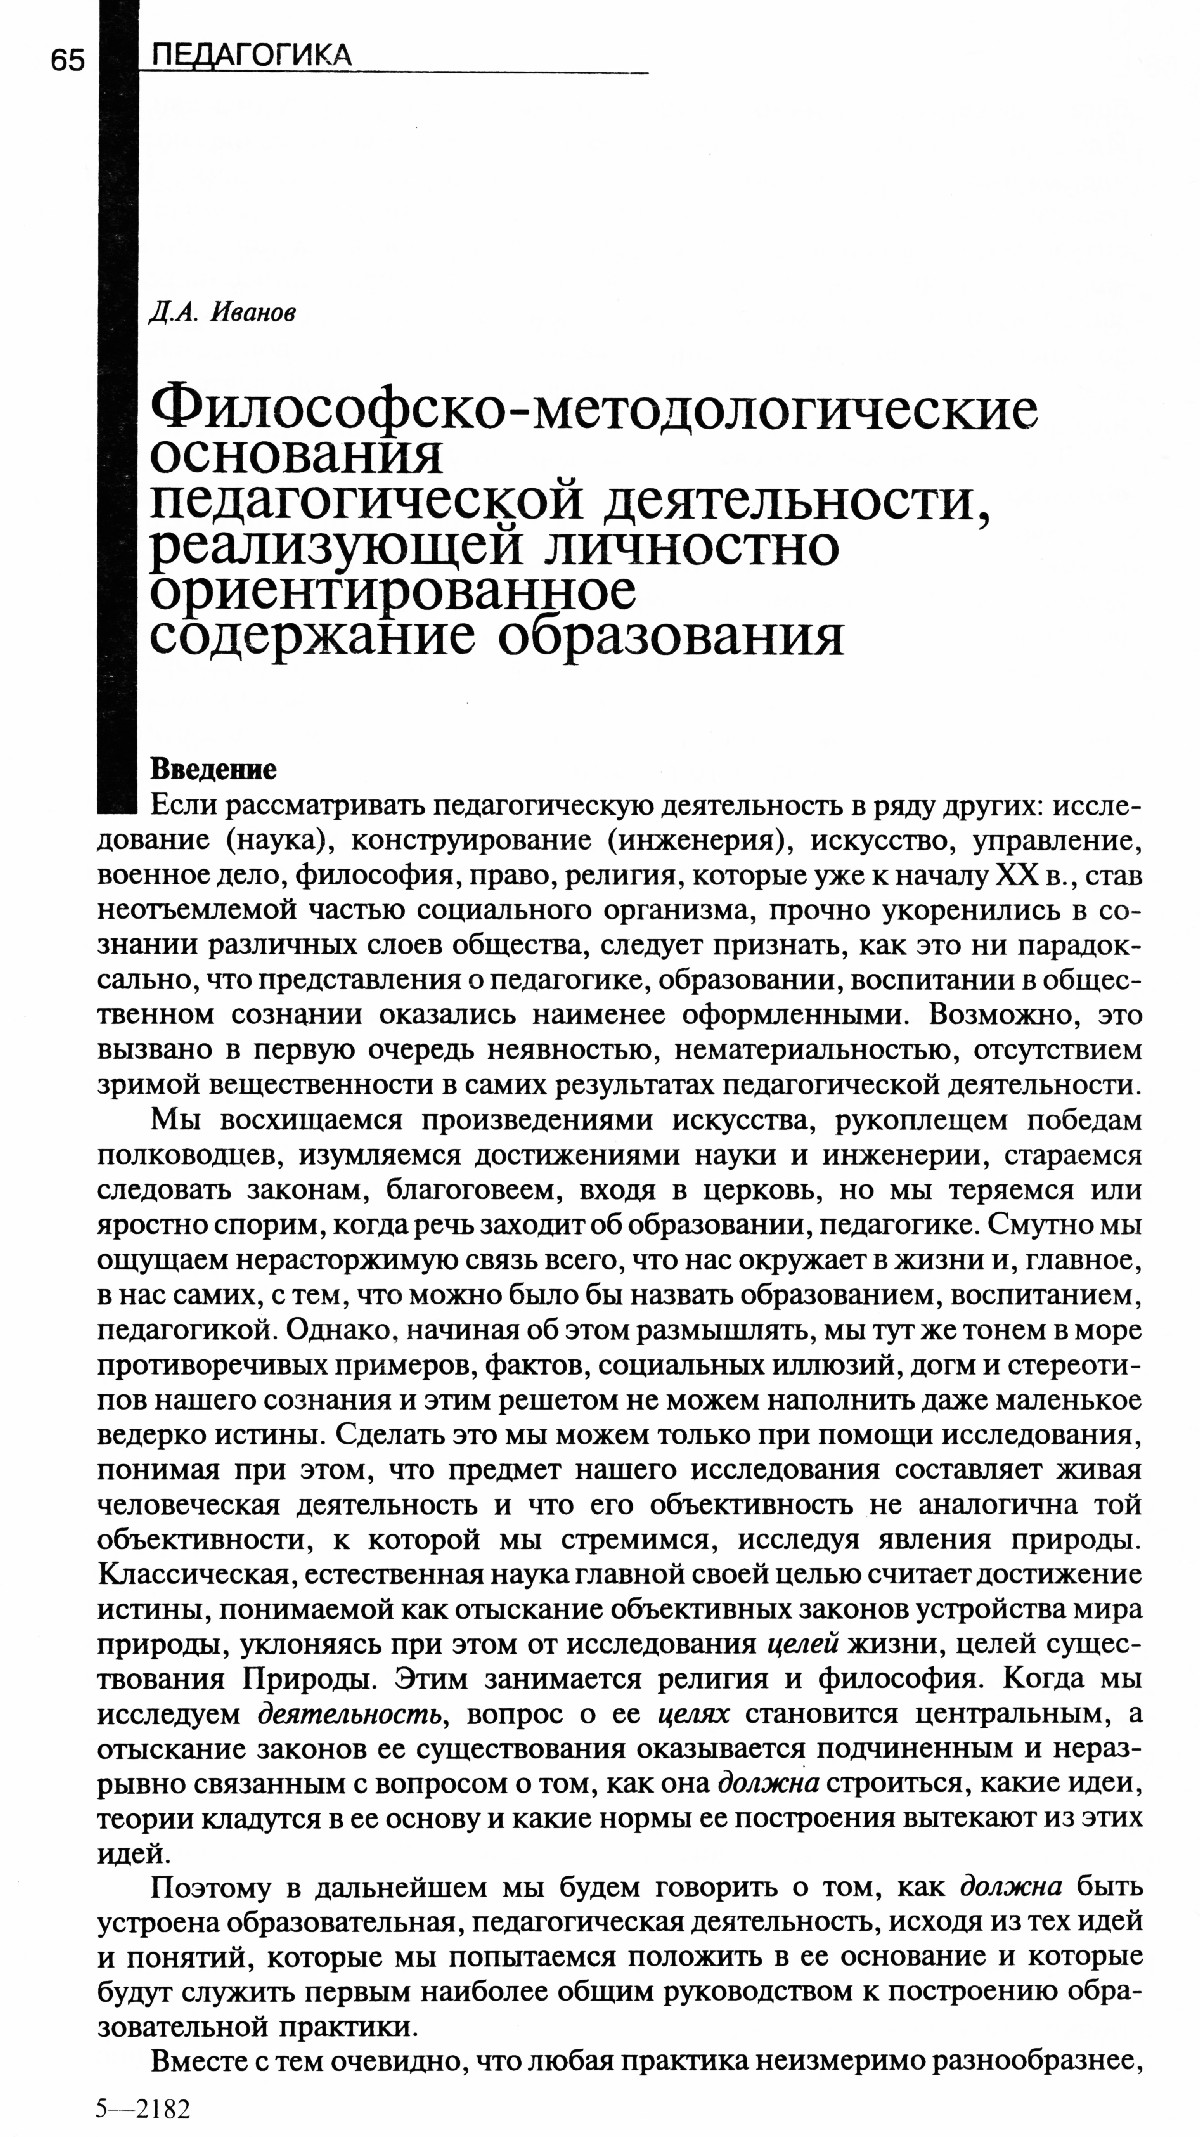 65
ПЕДАГОГИКА
Д.А. Иванов
Философско-методологические
основания
педагогической деятельности,
реализующей личностно
ориентированное
содержание образования
Введение
Если рассматривать педагогическую деятельность в ряду других: иссле-
дование (наука), конструирование (инженерия), искусство, управление,
военное дело, философия, право, религия, которые уже к началу XX в., став
неотъемлемой частью социального организма, прочно укоренились в со-
знании различных слоев общества, следует признать, как это ни парадок-
сально, что представления о педагогике, образовании, воспитании в общес-
твенном сознании оказались наименее оформленными. Возможно, это
вызвано в первую очередь неявностью, нематериальностью, отсутствием
зримой вещественности в самих результатах педагогической деятельности.
Мы восхищаемся произведениями искусства, рукоплещем победам
полководцев, изумляемся достижениями науки и инженерии, стараемся
следовать законам, благоговеем, входя в церковь, но мы теряемся или
яростно спорим, когда речь заходит об образовании, педагогике. Смутно мы
ощущаем нерасторжимую связь всего, что нас окружает в жизни и, главное,
в нас самих, с тем, что можно было бы назвать образованием, воспитанием,
педагогикой. Однако, начиная об этом размышлять, мы тут же тонем в море
противоречивых примеров, фактов, социальных иллюзий, догм и стереоти-
пов нашего сознания и этим решетом не можем наполнить даже маленькое
ведерко истины. Сделать это мы можем только при помощи исследования,
понимая при этом, что предмет нашего исследования составляет живая
человеческая деятельность и что его объективность не аналогична той
объективности, к которой мы стремимся, исследуя явления природы.
Классическая, естественная наука главной своей целью считает достижение
истины, понимаемой как отыскание объективных законов устройства мира
природы, уклоняясь при этом от исследования целей жизни, целей сущес-
твования Природы. Этим занимается религия и философия. Когда мы
исследуем деятельность, вопрос о ее целях становится центральным, а
отыскание законов ее существования оказывается подчиненным и нераз-
рывно связанным с вопросом о том, как она должна строиться, какие идеи,
теории кладутся в ее основу и какие нормы ее построения вытекают из этих
идей.
Поэтому в дальнейшем мы будем говорить о том, как должна быть
устроена образовательная, педагогическая деятельность, исходя из тех идей
и понятий, которые мы попытаемся положить в ее основание и которые
будут служить первым наиболее общим руководством к построению обра-
зовательной практики.
Вместе с тем очевидно, что любая практика неизмеримо разнообразнее,
5—2182